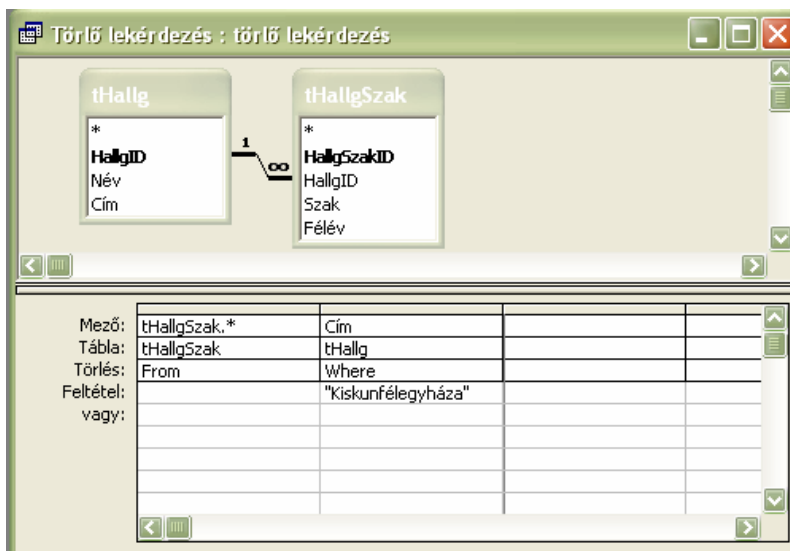 Törlő lekérdezés : törlő lekérdezés
tHallg
*
HallgID
Név
Cím
1
∞
tHallgSzak
*
HallgSzakID
HallgID
Szak
Félév
Mező: tHallgSzak.* Cím
Tábla: tHallgSzak tHallg
Törlés: From Where
Feltétel: "Kiskunfélegyháza"
vagy: